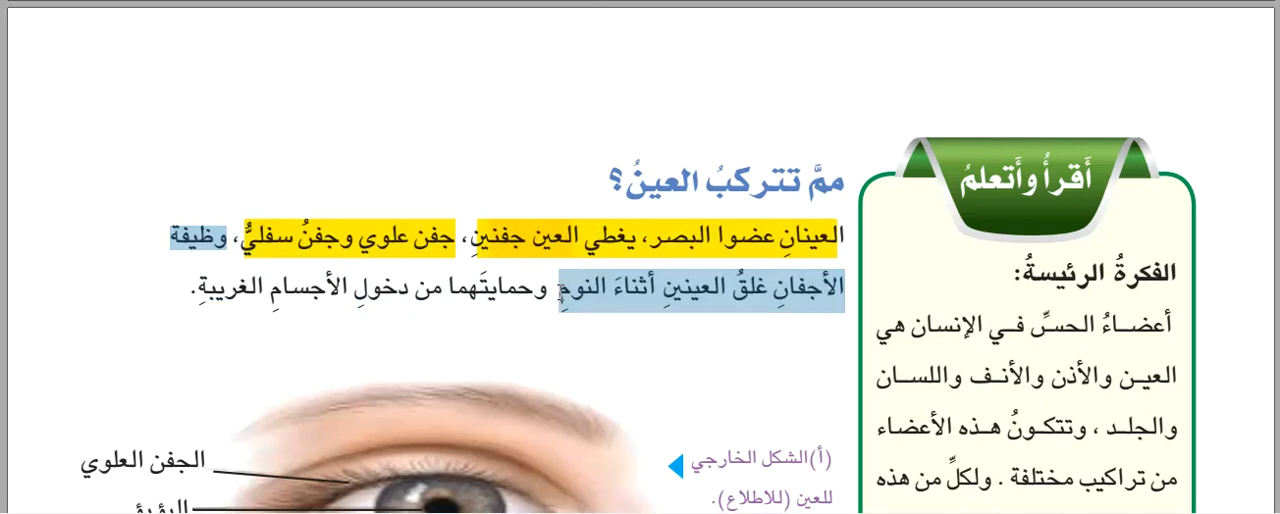 أَقرأُ وأَتعلمُ
الفكرةُ الرئيسةُ:
أعضاءُ الحسِّ في الإنسان هي
العين والأذن والأنف واللسان
والجلد ، وتتكونُ هذه الأعضاء
من تراكيب مختلفة . ولكلِّ من هذه
ممَّ تتركبُ العينُ؟
العينانِ عضوا البصر، يغطي العين جفنينِ، جفن علوي وجفنُ سفليُّ، وظيفة
الأجفانِ غلقُ العينينِ أثناءَ النومِ وحمايتَهما من دخولِ الأجسامِ الغريبةِ.
(أ)الشكل الخارجي
للعين (للاطلاع).
الجفن العلوي